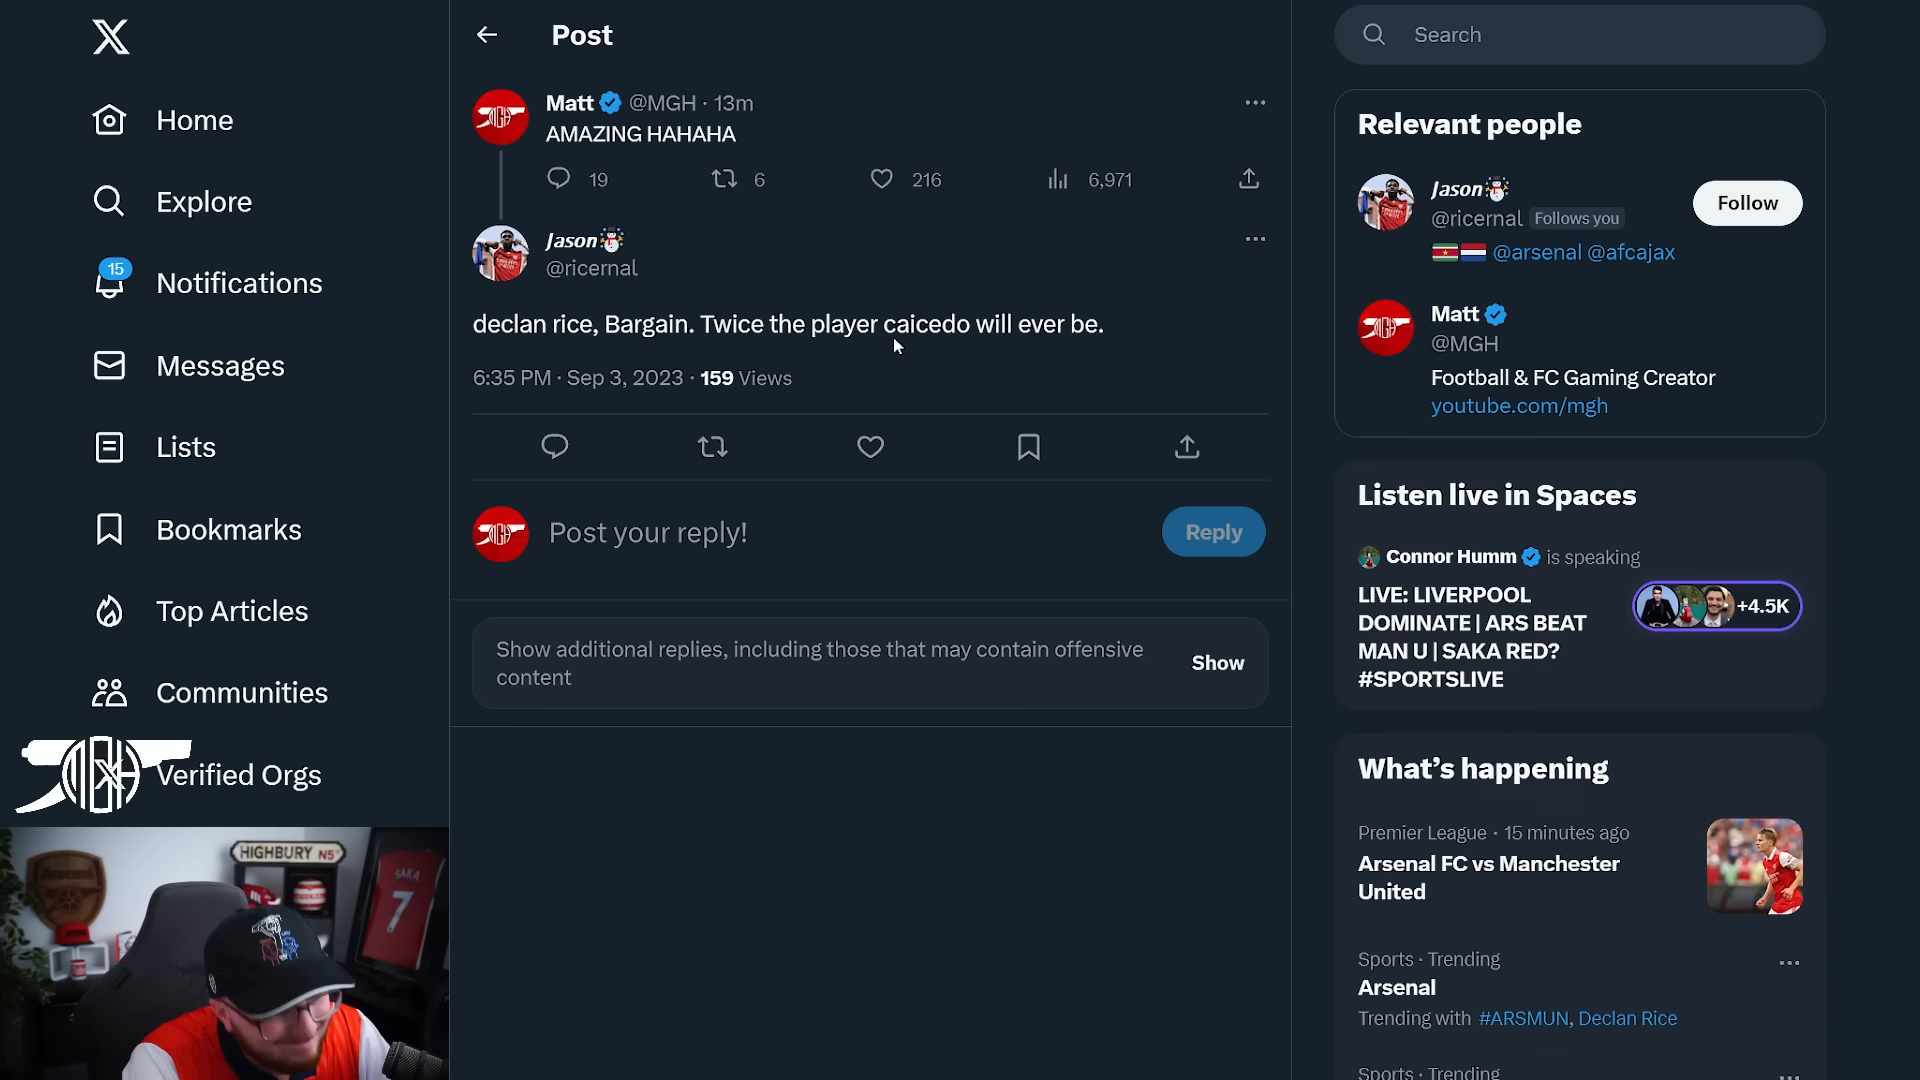 Post
Search
Home
Explore
15
Notifications
Messages
Lists
Bookmarks
Top Articles
Communities
Verified Orgs
Matt @MGH · 13m
AMAZING HAHAHA
19 6 216 6,971
Jason
@ricernal
declan rice, Bargain. Twice the player caicedo will ever be.
6:35 PM · Sep 3, 2023 · 159 Views
Post your reply!
Reply
Show additional replies, including those that may contain offensive
content
Show
Relevant people
Jason
@ricernal Follows you
Follow
@arsenal @afcajax
Matt
@MGH
Football & FC Gaming Creator
youtube.com/mgh
Listen live in Spaces
Connor Humm is speaking
LIVE: LIVERPOOL
DOMINATE | ARS BEAT
MAN U | SAKA RED?
#SPORTSLIVE
+4.5K
What's happening
Premier League · 15 minutes ago
Arsenal FC vs Manchester
United
Sports · Trending
Arsenal
Trending with #ARSMUN, Declan Rice
Sports · Trending
HIGHBURY N5
SAKA
7